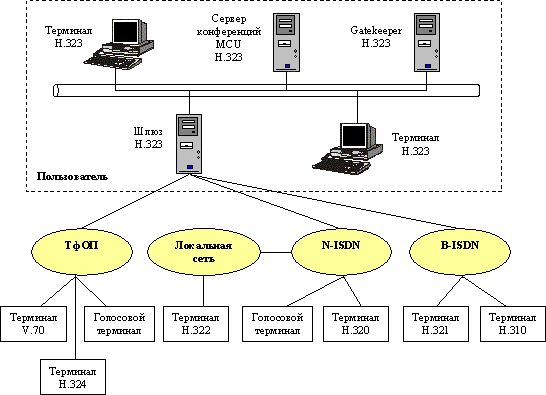 Терминал
H.323
Сервер
конференций
MCU
H.323
Gatekeeper
H.323
Шлюз
H.323
Терминал
H.323
Пользователь
ТфОП
Локальная
сеть
N-ISDN
B-ISDN
Терминал
V.70
Голосовой
терминал
Терминал
H.322
Голосовой
терминал
Терминал
H.320
Терминал
H.321
Терминал
H.310
Терминал
H.324